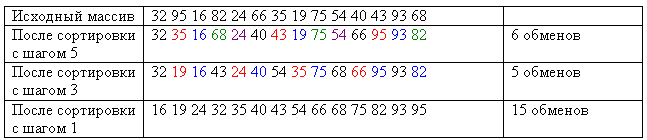 Исходный массив 32 95 16 82 24 66 35 19 75 54 40 43 93 68
После сортировки 32 35 16 68 24 40 43 19 75 54 66 95 93 82 6 обменов
с шагом 5
После сортировки 32 19 16 43 24 40 54 35 75 68 66 95 93 82 5 обменов
с шагом 3
После сортировки 16 19 24 32 35 40 43 54 66 68 75 82 93 95 15 обменов
с шагом 1